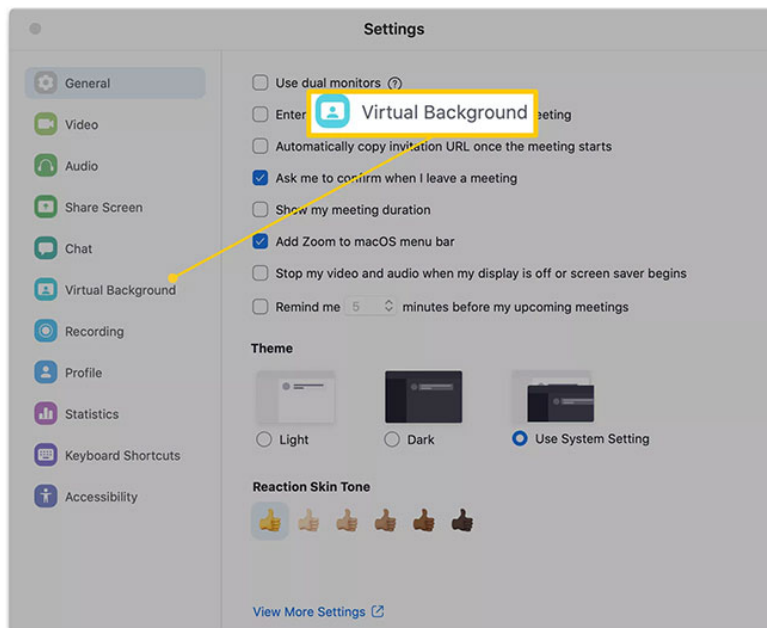 Settings
General
Video
Audio
Share Screen
Chat
Virtual Background
Recording
Profile
Statistics
Keyboard Shortcuts
Accessibility
Use dual monitors ?
Enter eting
Virtual Background
Automatically copy invitation URL once the meeting starts
Ask me to confirm when I leave a meeting
Show my meeting duration
Add Zoom to macOS menu bar
Stop my video and audio when my display is off or screen saver begins
Remind me 5 minutes before my upcoming meetings
Theme
Light Dark Use System Setting
Reaction Skin Tone
View More Settings